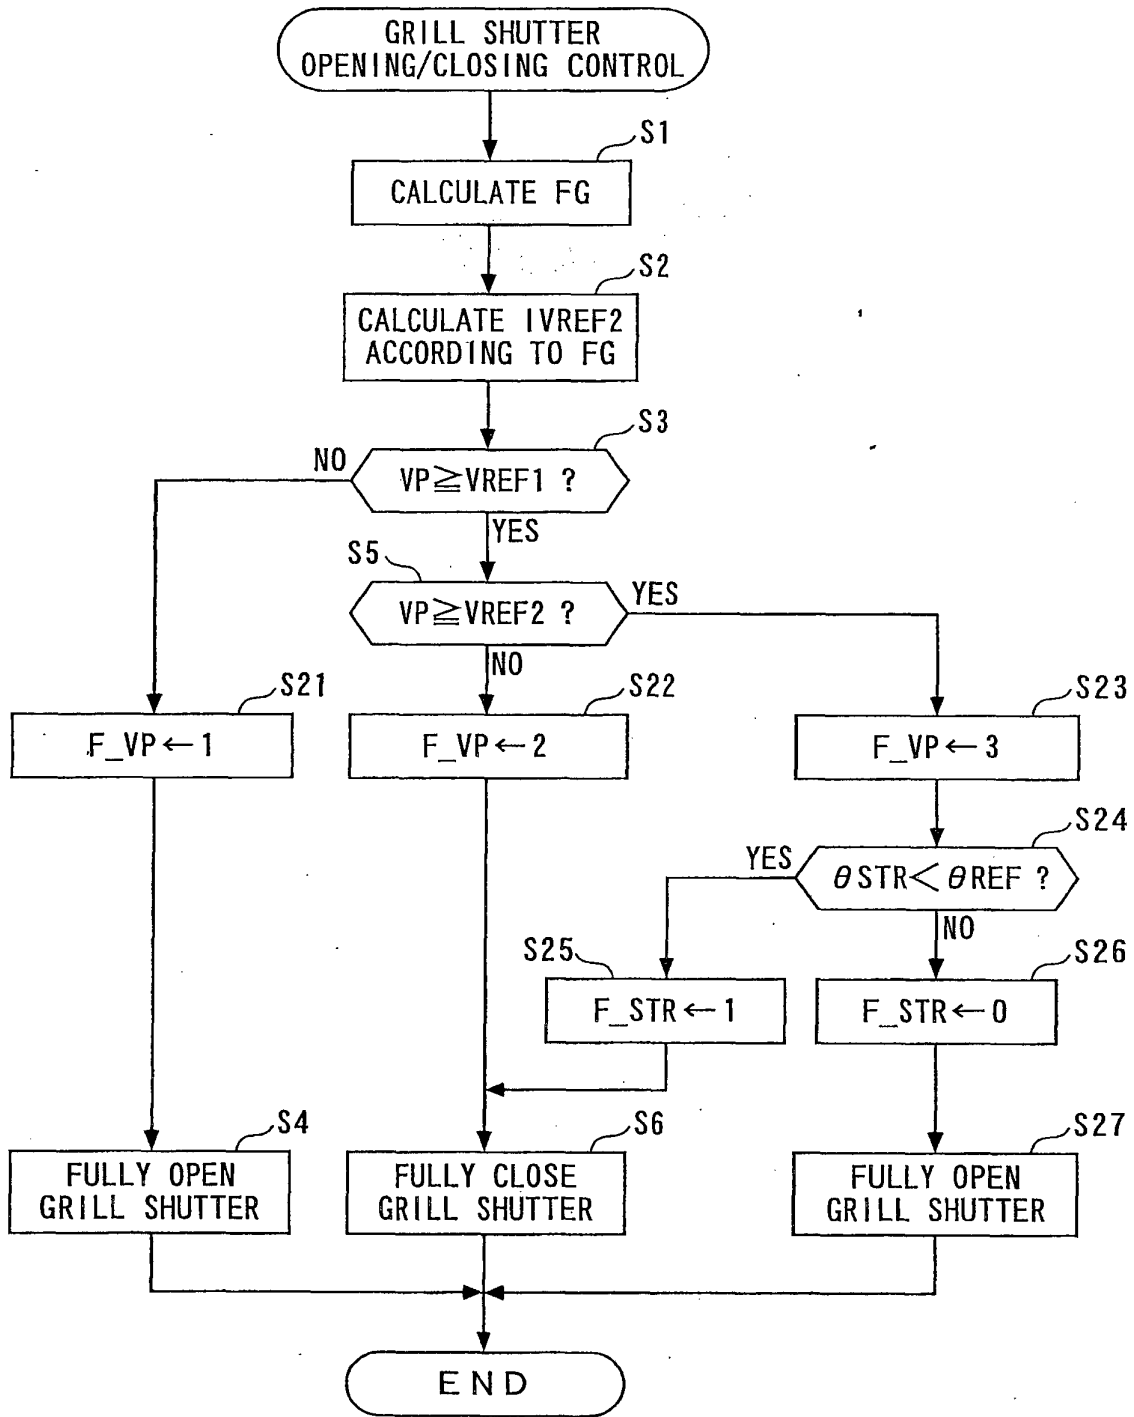 GRILL SHUTTER
OPENING/CLOSING CONTROL
S1
CALCULATE FG
S2
CALCULATE IVREF2
ACCORDING TO FG
S3
VP≧VREF1 ?
NO
YES
S5
VP≧VREF2 ?
YES
NO
S21
F_VP←1
S22
F_VP←2
S23
F_VP←3
S24
θSTR<θREF ?
YES
NO
S25
F_STR←1
S26
F_STR←0
S4
FULLY OPEN
GRILL SHUTTER
S6
FULLY CLOSE
GRILL SHUTTER
S27
FULLY OPEN
GRILL SHUTTER
END